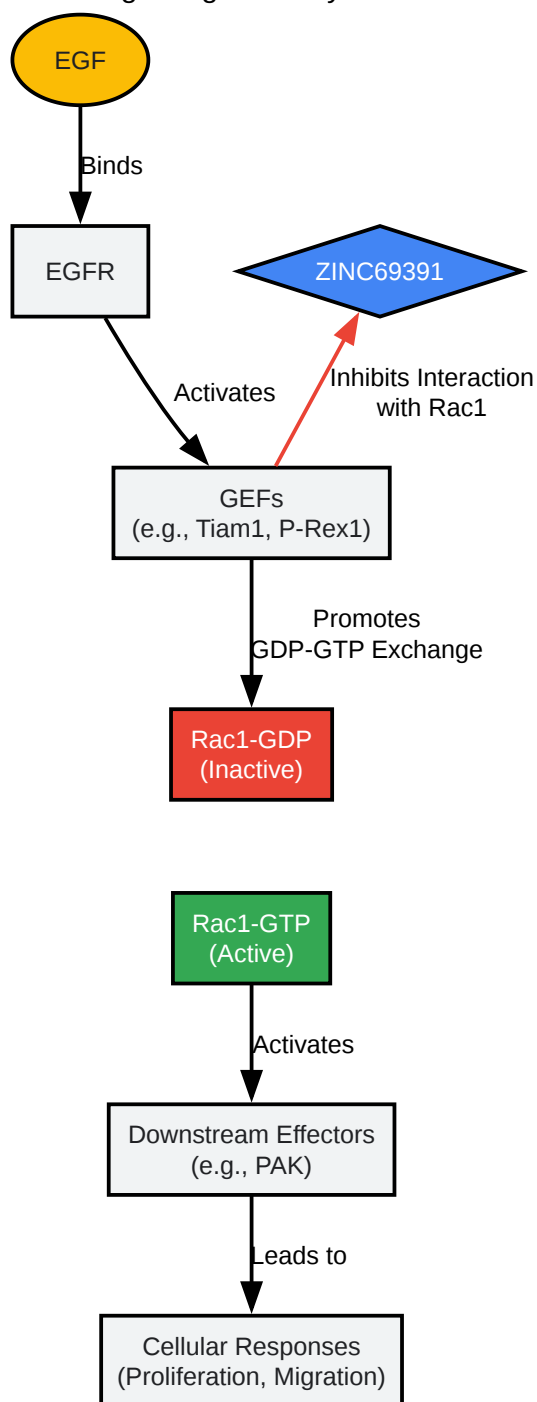 EGF
Binds
EGFR
ZINC69391
Activates
Inhibits Interaction
with Rac1
GEFs
(e.g., Tiam1, P-Rex1)
Promotes
GDP-GTP Exchange
Rac1-GDP
(Inactive)
Rac1-GTP
(Active)
Activates
Downstream Effectors
(e.g., PAK)
Leads to
Cellular Responses
(Proliferation, Migration)